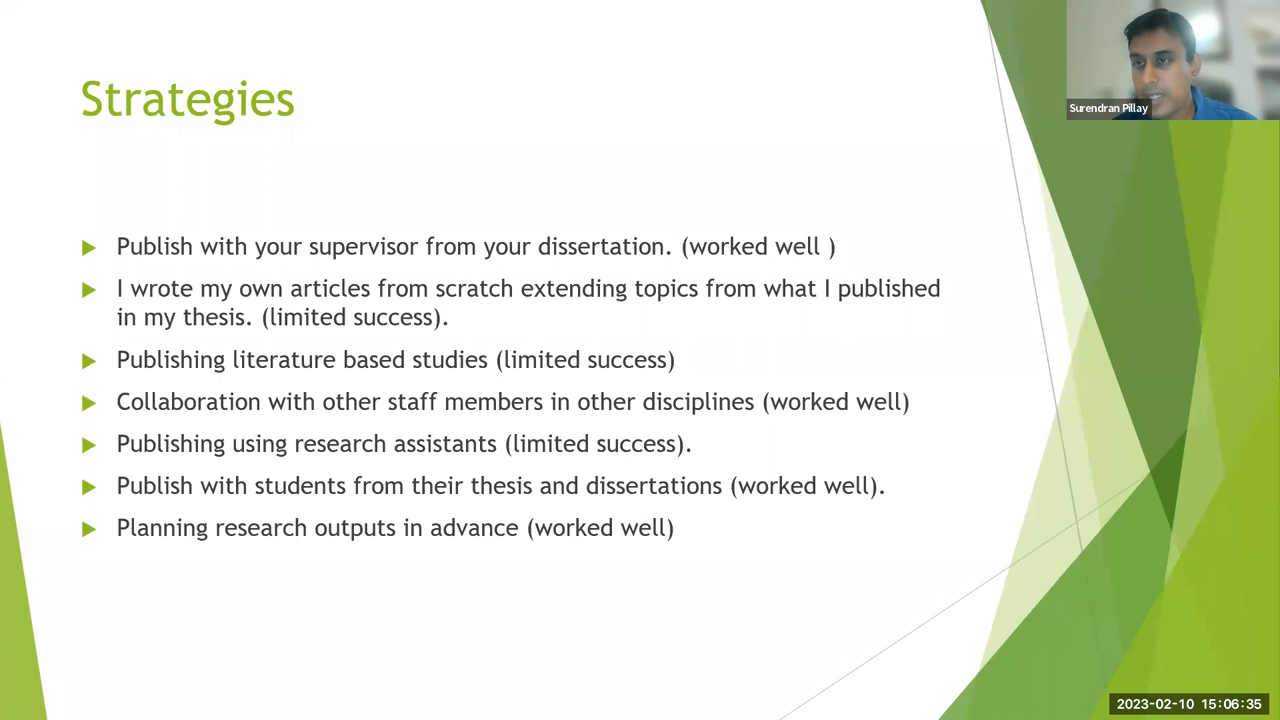 Strategies
Surendran Pillay
Publish with your supervisor from your dissertation. (worked well )
I wrote my own articles from scratch extending topics from what I published
in my thesis. (limited success).
Publishing literature based studies (limited success)
Collaboration with other staff members in other disciplines (worked well)
Publishing using research assistants (limited success).
Publish with students from their thesis and dissertations (worked well).
Planning research outputs in advance (worked well)
2023-02-10 15:06:35